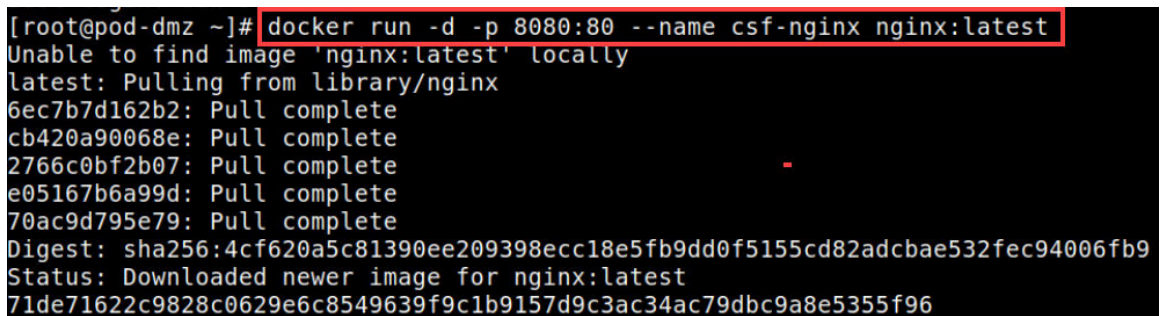 [root@pod-dmz ~]# docker run -d -p 8080:80 --name csf-nginx nginx:latest
Unable to find image 'nginx:latest' locally
latest: Pulling from library/nginx
6ec7b7d162b2: Pull complete
cb420a90068e: Pull complete
2766c0bf2b07: Pull complete
e05167b6a99d: Pull complete
70ac9d795e79: Pull complete
Digest: sha256:4cf620a5c81390ee209398ecc18e5fb9dd0f5155cd82adcbae532fec94006fb9
Status: Downloaded newer image for nginx:latest
71de71622c9828c0629e6c8549639f9c1b9157d9c3ac34ac79dbc9a8e5355f96